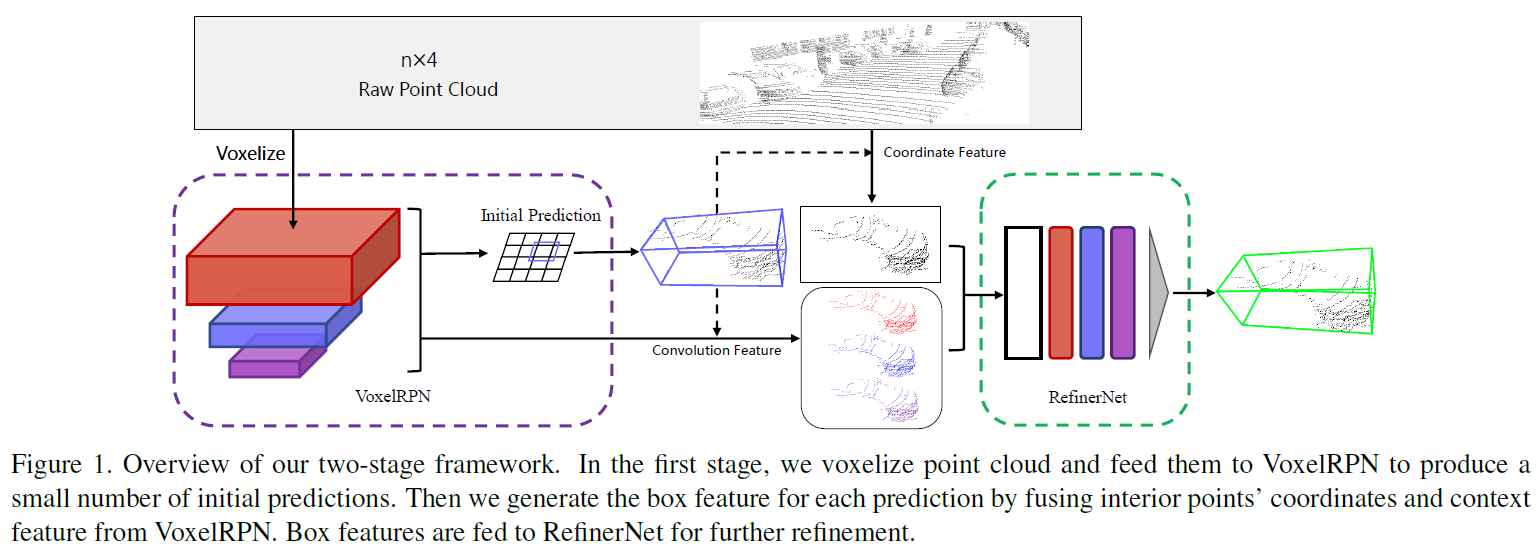 n×4
Raw Point Cloud
Voxelize
Coordinate Feature
Initial Prediction
Convolution Feature
VoxelRPN
RefinerNet
Figure 1. Overview of our two-stage framework. In the first stage, we voxelize point cloud and feed them to VoxelRPN to produce a
small number of initial predictions. Then we generate the box feature for each prediction by fusing interior points’ coordinates and context
feature from VoxelRPN. Box features are fed to RefinerNet for further refinement.